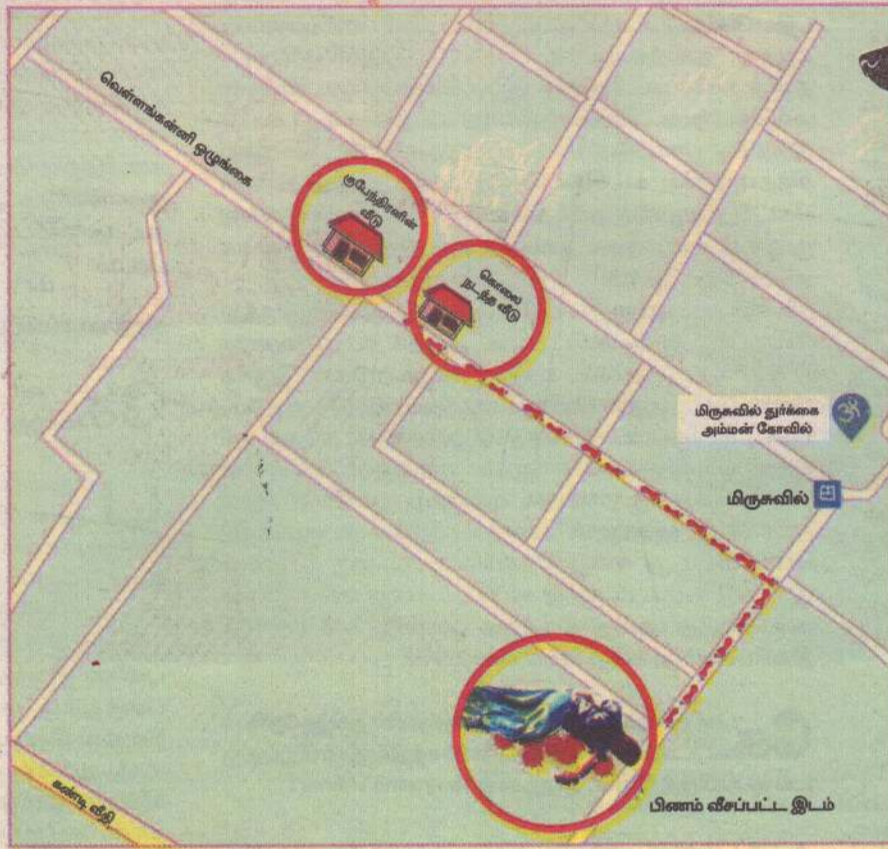 வெள்ளங்கன்னி ஒழுங்கை
குபேந்திரனின்
வீடு
கொலை
நடந்த வீடு
மிருசுவில் துர்க்கை
அம்மன் கோவில்
மிருசுவில்
கண்டி வீதி
பிணம் வீசப்பட்ட இடம்